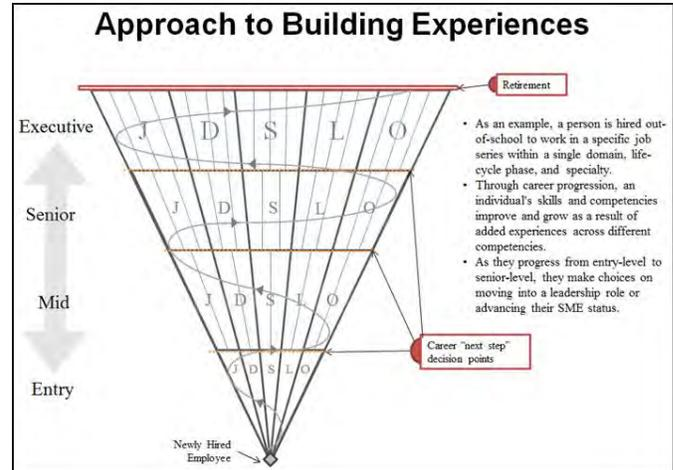 Approach to Building Experiences
Retirement
Executive
J D S L O
• As an example, a person is hired out-
of-school to work in a specific job
series within a single domain, life-
cycle phase, and specialty.
• Through career progression, an
individual's skills and competencies
improve and grow as a result of
added experiences across different
competencies.
• As they progress from entry-level to
senior-level, they make choices on
moving into a leadership role or
advancing their SME status.
Senior
J D S L O
Mid
J D S L O
Career "next step"
decision points
Entry
J D S L O
Newly Hired
Employee